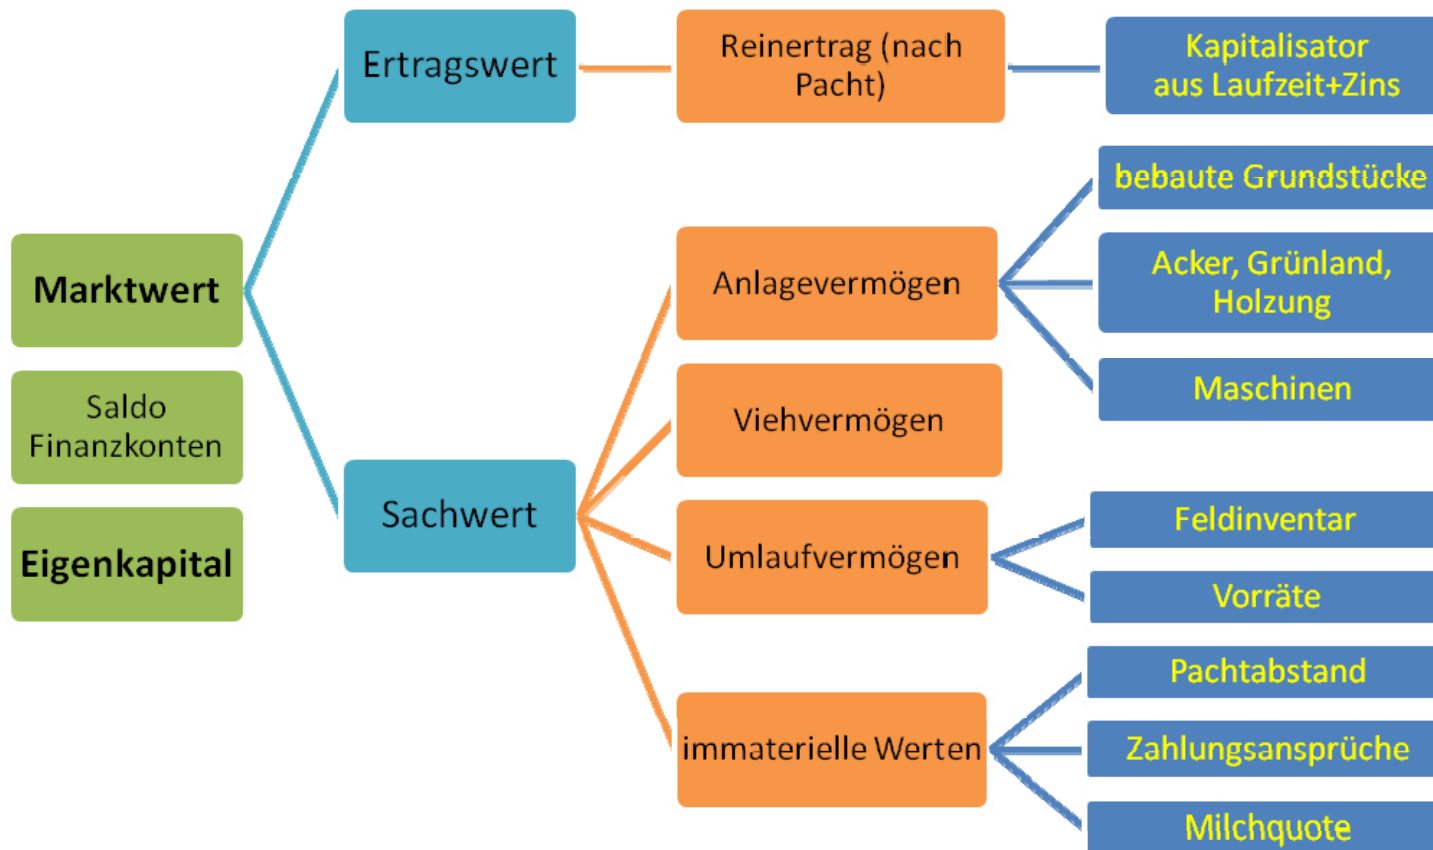 Ertragswert
Reinertrag (nach
Pacht)
Kapitalisator
aus Laufzeit+Zins
bebaute Grundstücke
Marktwert
Anlagevermögen
Acker, Grünland,
Holzung
Maschinen
Saldo
Finanzkonten
Viehvermögen
Sachwert
Eigenkapital
Umlaufvermögen
Feldinventar
Vorräte
immaterielle Werten
Pachtabstand
Zahlungsansprüche
Milchquote